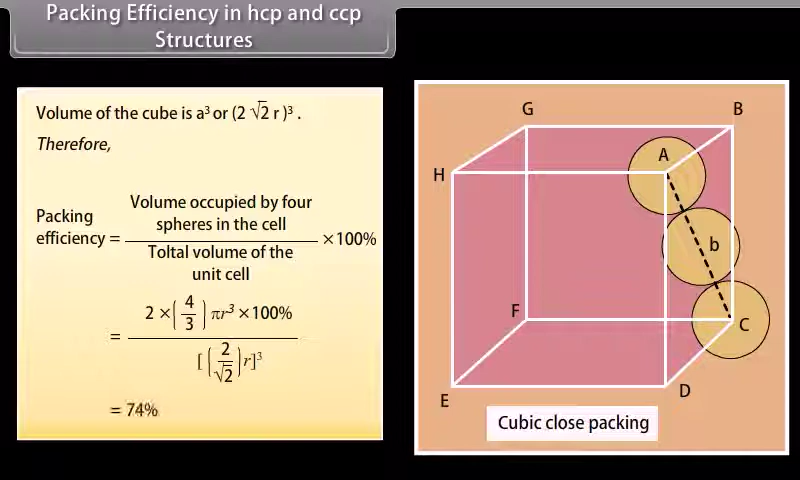 Packing Efficiency in hcp and ccp
Structures
Volume of the cube is a³ or (2 √2 r )³ .
Therefore,
Packing
efficiency = Volume occupied by four
spheres in the cell
Toltal volume of the
unit cell
×100%
= 2 ×(4/3) πr³ ×100%
[(2/√2)r]³
= 74%
G
B
A
H
b
F
C
E
D
Cubic close packing